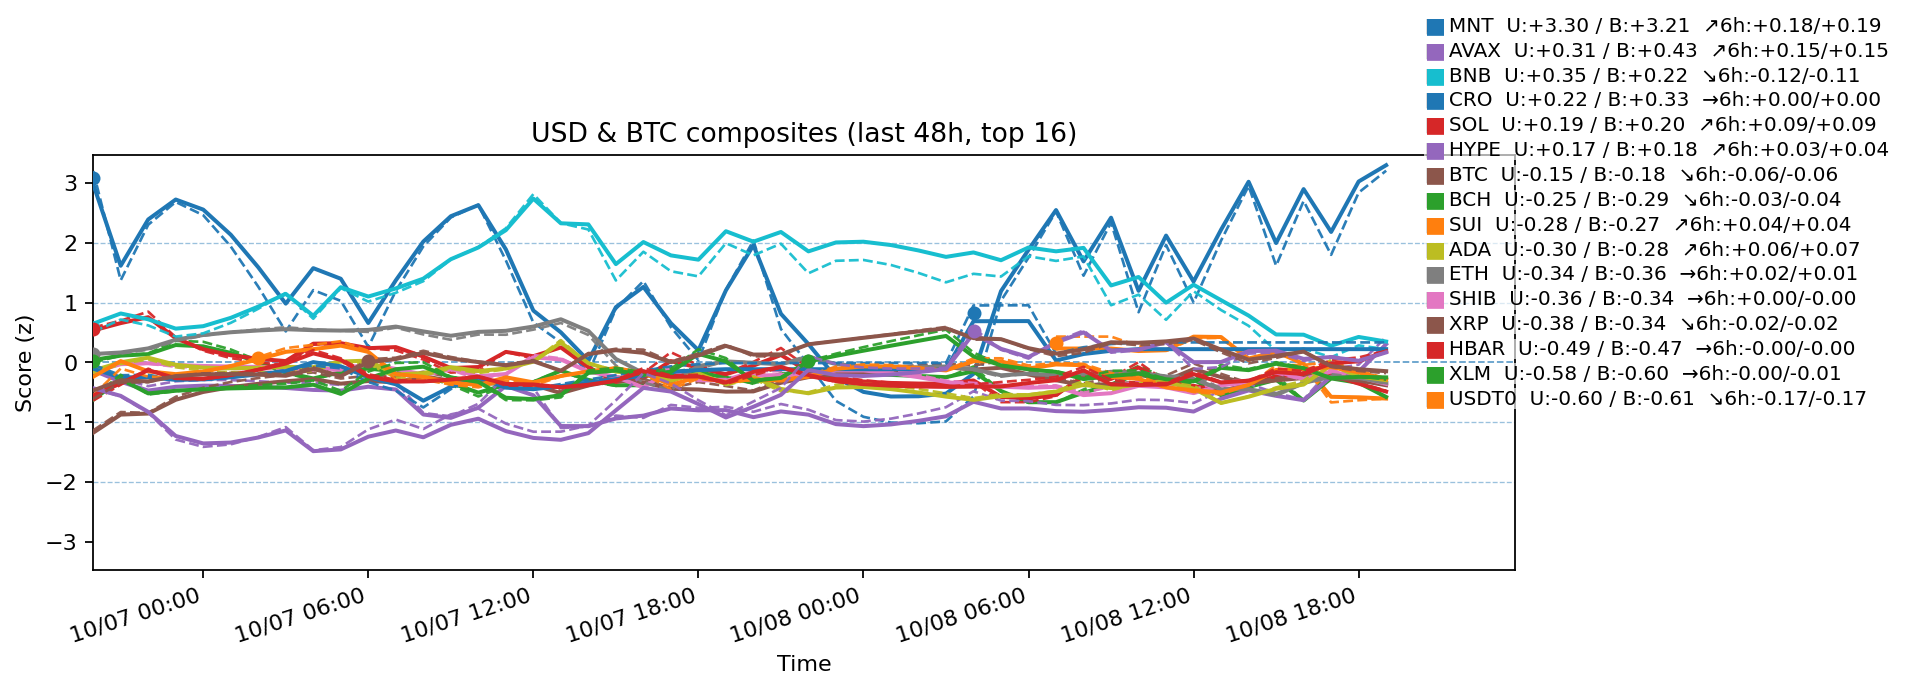 MNT U:+3.30 / B:+3.21 ↗6h:+0.18/+0.19
AVAX U:+0.31 / B:+0.43 ↗6h:+0.15/+0.15
BNB U:+0.35 / B:+0.22 ↘6h:-0.12/-0.11
CRO U:+0.22 / B:+0.33 →6h:+0.00/+0.00
SOL U:+0.19 / B:+0.20 ↗6h:+0.09/+0.09
HYPE U:+0.17 / B:+0.18 ↗6h:+0.03/+0.04
BTC U:-0.15 / B:-0.18 ↘6h:-0.06/-0.06
BCH U:-0.25 / B:-0.29 ↘6h:-0.03/-0.04
SUI U:-0.28 / B:-0.27 ↗6h:+0.04/+0.04
ADA U:-0.30 / B:-0.28 ↗6h:+0.06/+0.07
ETH U:-0.34 / B:-0.36 →6h:+0.02/+0.01
SHIB U:-0.36 / B:-0.34 →6h:+0.00/-0.00
XRP U:-0.38 / B:-0.34 ↘6h:-0.02/-0.02
HBAR U:-0.49 / B:-0.47 →6h:-0.00/-0.00
XLM U:-0.58 / B:-0.60 →6h:-0.00/-0.01
USDT0 U:-0.60 / B:-0.61 ↘6h:-0.17/-0.17
USD & BTC composites (last 48h, top 16)
Score (z)
3
2
1
0
−1
−2
−3
10/07 00:00
10/07 06:00
10/07 12:00
10/07 18:00
10/08 00:00
10/08 06:00
10/08 12:00
10/08 18:00
Time